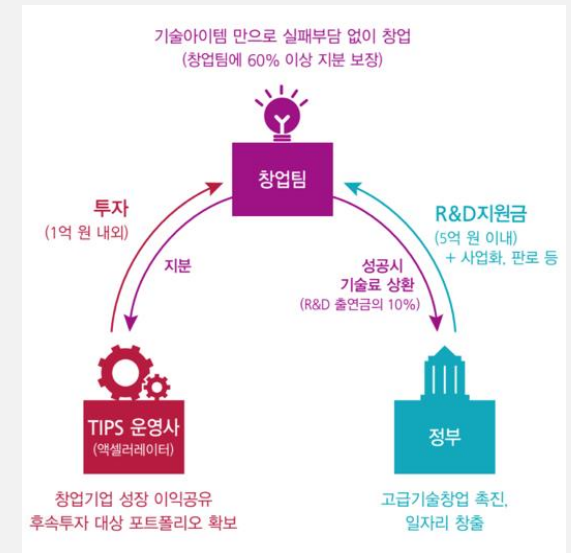 기술아이템 만으로 실패부담 없이 창업
(창업팀에 60% 이상 지분 보장)
창업팀
투자
(1억 원 내외)
지분
R&D지원금
(5억 원 이내)
+ 사업화, 판로 등
성공시
기술료 상환
(R&D 출연금의 10%)
TIPS 운영사
(액셀러레이터)
정부
창업기업 성장 이익공유
후속투자 대상 포트폴리오 확보
고급기술창업 촉진,
일자리 창출